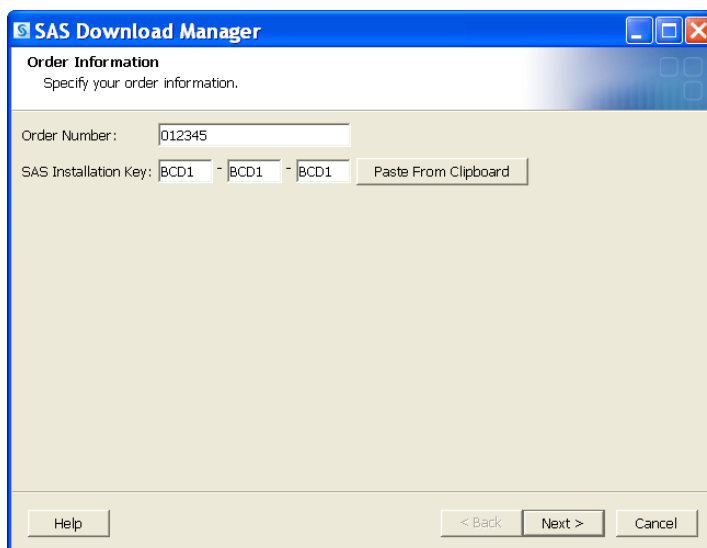 SAS Download Manager
Order Information
Specify your order information.
Order Number: 012345
SAS Installation Key: BCD1 - BCD1 - BCD1 Paste From Clipboard
Help < Back Next > Cancel